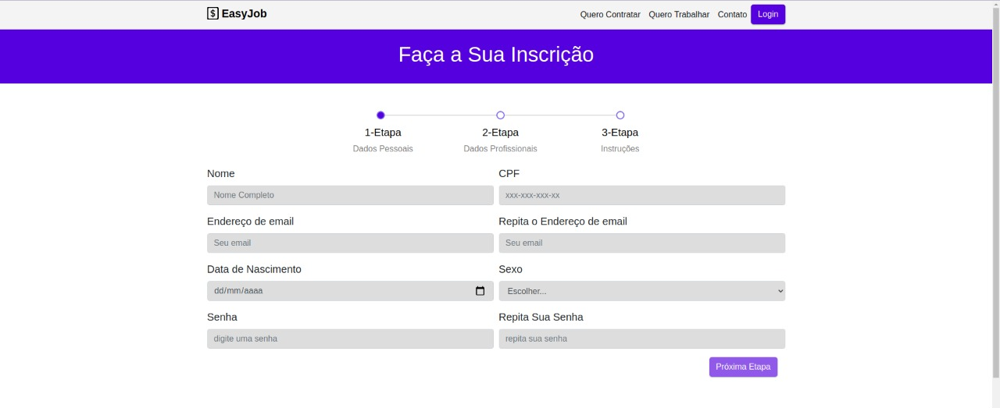 $ EasyJob
Quero Contratar Quero Trabalhar Contato Login
Faça a Sua Inscrição
1-Etapa 2-Etapa 3-Etapa
Dados Pessoais Dados Profissionais Instruções
Nome CPF
Nome Completo xxx-xxx-xxx-xx
Endereço de email Repita o Endereço de email
Seu email Seu email
Data de Nascimento Sexo
dd/mm/aaaa Escolher...
Senha Repita Sua Senha
digite uma senha repita sua senha
Próxima Etapa